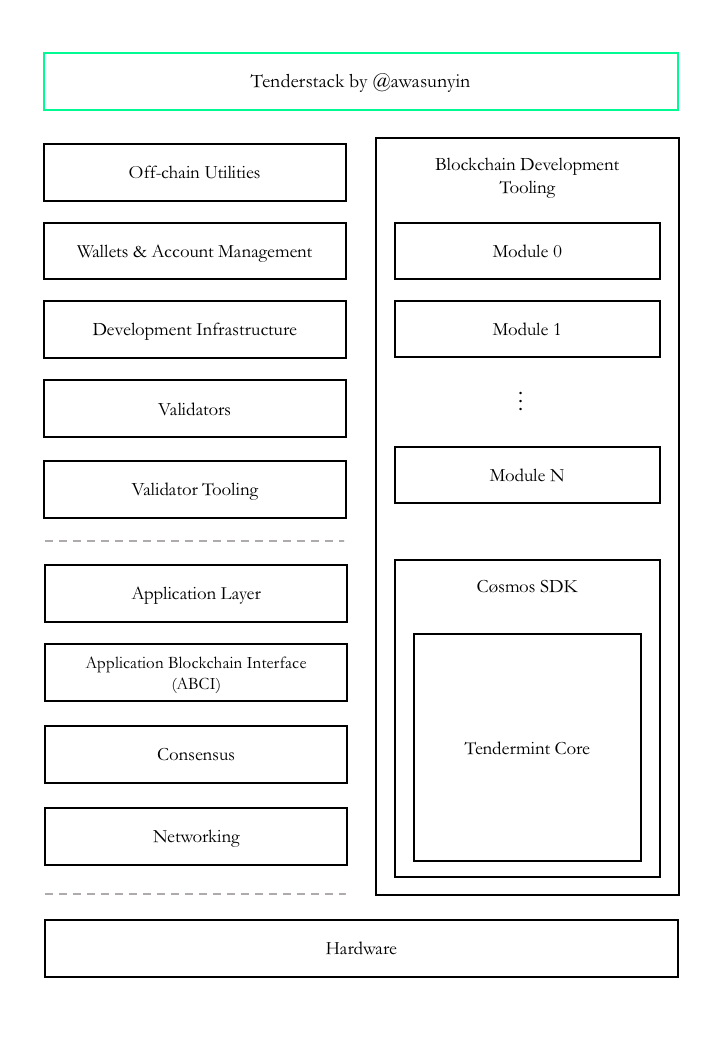 Tenderstack by @awasunyin
Off-chain Utilities
Wallets & Account Management
Development Infrastructure
Validators
Validator Tooling
Application Layer
Application Blockchain Interface
(ABCI)
Consensus
Networking
Blockchain Development
Tooling
Module 0
Module 1
⋮
Module N
Cøsmos SDK
Tendermint Core
Hardware